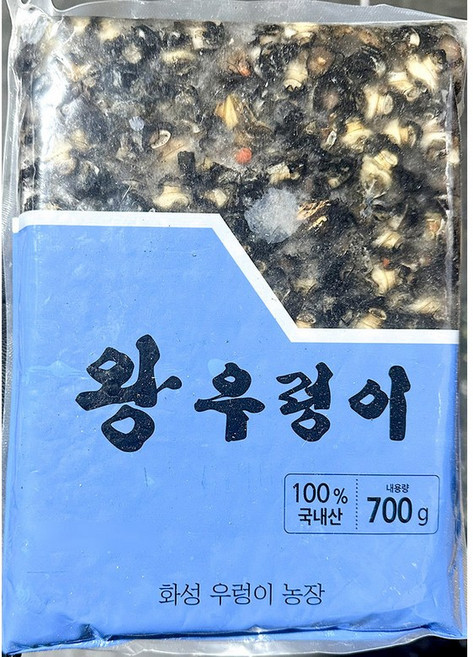 왕우렁이
100%
국내산
내용량
700g
화성 우렁이 농장